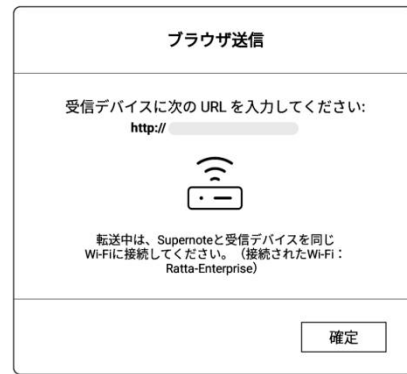 ブラウザ送信
受信デバイスに次の URL を入力してください:
http://
転送中は、Supernoteと受信デバイスを同じ
Wi-Fiに接続してください。（接続されたWi-Fi：
Ratta-Enterprise）
確定